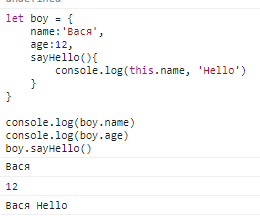 undefined
let boy = {
    name:'Вася',
    age:12,
    sayHello(){
        console.log(this.name, 'Hello')
    }
}
console.log(boy.name)
console.log(boy.age)
boy.sayHello()
Вася
12
Вася Hello